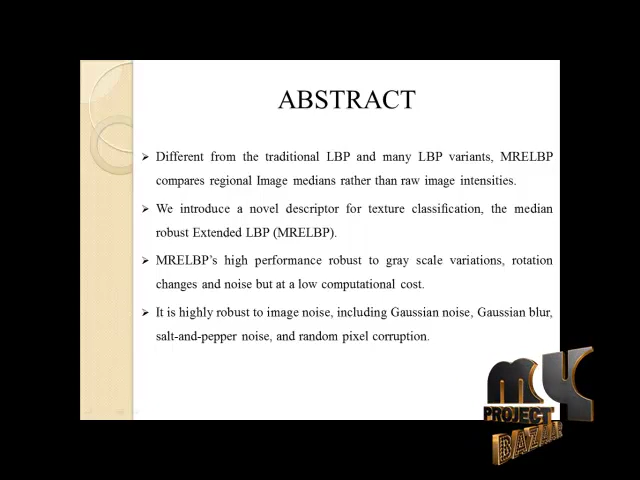 ABSTRACT
Different from the traditional LBP and many LBP variants, MRELBP
compares regional Image medians rather than raw image intensities.
We introduce a novel descriptor for texture classification, the median
robust Extended LBP (MRELBP).
MRELBP's high performance robust to gray scale variations, rotation
changes and noise but at a low computational cost.
It is highly robust to image noise, including Gaussian noise, Gaussian blur,
salt-and-pepper noise, and random pixel corruption.
MY
PROJECT
BAZAAR